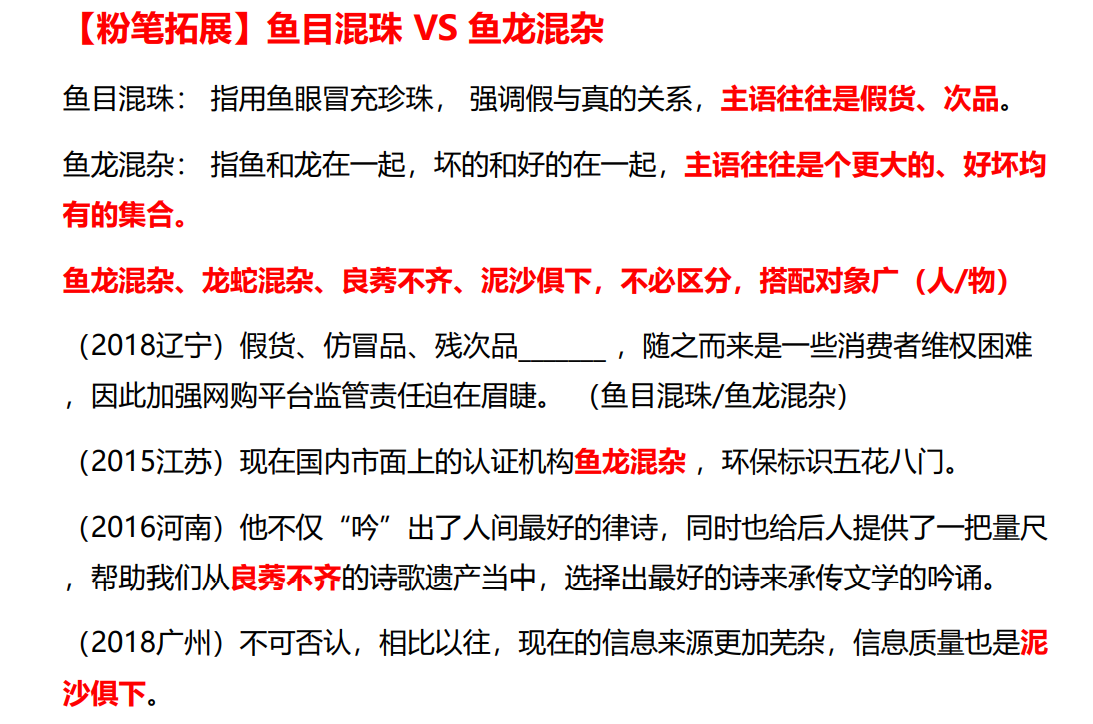 【粉笔拓展】鱼目混珠 VS 鱼龙混杂
鱼目混珠： 指用鱼眼冒充珍珠， 强调假与真的关系，主语往往是假货、次品。
鱼龙混杂： 指鱼和龙在一起，坏的和好的在一起，主语往往是个更大的、好坏均
有的集合。
鱼龙混杂、龙蛇混杂、良莠不齐、泥沙俱下，不必区分，搭配对象广（人/物）
（2018辽宁）假货、仿冒品、残次品_______ ，随之而来是一些消费者维权困难
，因此加强网购平台监管责任迫在眉睫。 （鱼目混珠/鱼龙混杂）
（2015江苏）现在国内市面上的认证机构鱼龙混杂 ，环保标识五花八门。
（2016河南）他不仅“吟”出了人间最好的律诗，同时也给后人提供了一把量尺
，帮助我们从良莠不齐的诗歌遗产当中，选择出最好的诗来承传文学的吟诵。
（2018广州）不可否认，相比以往，现在的信息来源更加芜杂，信息质量也是泥
沙俱下。